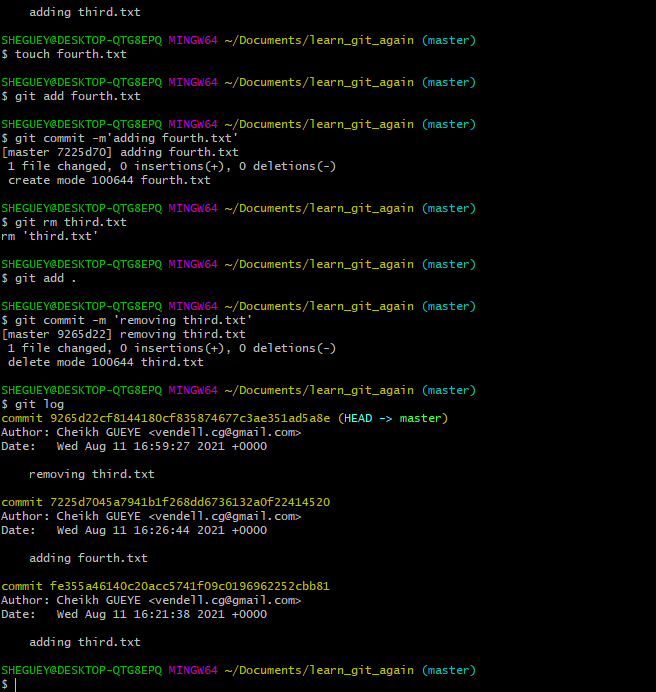 adding third.txt
SHEGUEY@DESKTOP-QTG8EPQ MINGW64 ~/Documents/learn_git_again (master)
$ touch fourth.txt
SHEGUEY@DESKTOP-QTG8EPQ MINGW64 ~/Documents/learn_git_again (master)
$ git add fourth.txt
SHEGUEY@DESKTOP-QTG8EPQ MINGW64 ~/Documents/learn_git_again (master)
$ git commit -m'adding fourth.txt'
[master 7225d70] adding fourth.txt
1 file changed, 0 insertions(+), 0 deletions(-)
create mode 100644 fourth.txt
SHEGUEY@DESKTOP-QTG8EPQ MINGW64 ~/Documents/learn_git_again (master)
$ git rm third.txt
rm 'third.txt'
SHEGUEY@DESKTOP-QTG8EPQ MINGW64 ~/Documents/learn_git_again (master)
$ git add .
SHEGUEY@DESKTOP-QTG8EPQ MINGW64 ~/Documents/learn_git_again (master)
$ git commit -m 'removing third.txt'
[master 9265d22] removing third.txt
1 file changed, 0 insertions(+), 0 deletions(-)
delete mode 100644 third.txt
SHEGUEY@DESKTOP-QTG8EPQ MINGW64 ~/Documents/learn_git_again (master)
$ git log
commit 9265d22cf8144180cf835874677c3ae351ad5a8e (HEAD -> master)
Author: Cheikh GUEYE <vendell.cg@gmail.com>
Date:   Wed Aug 11 16:59:27 2021 +0000
removing third.txt
commit 7225d7045a7941b1f268dd6736132a0f22414520
Author: Cheikh GUEYE <vendell.cg@gmail.com>
Date:   Wed Aug 11 16:26:44 2021 +0000
adding fourth.txt
commit fe355a46140c20acc5741f09c0196962252cbb81
Author: Cheikh GUEYE <vendell.cg@gmail.com>
Date:   Wed Aug 11 16:21:38 2021 +0000
adding third.txt
SHEGUEY@DESKTOP-QTG8EPQ MINGW64 ~/Documents/learn_git_again (master)
$